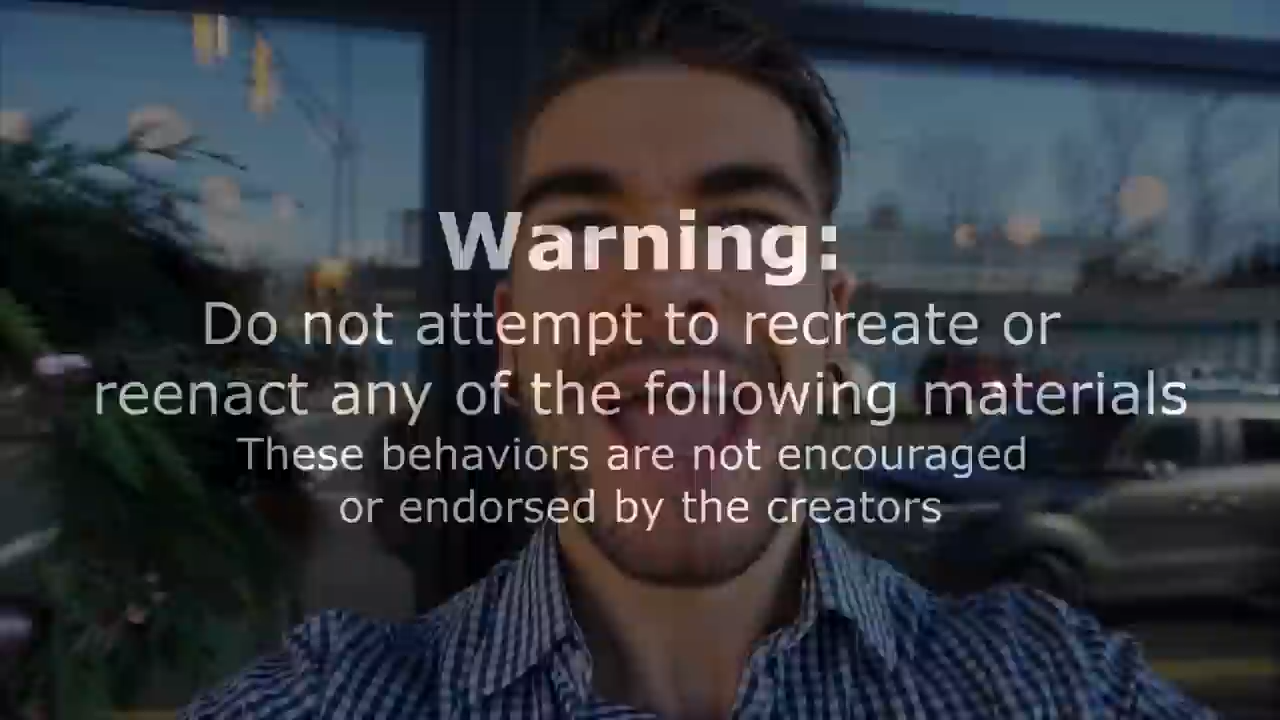 Warning:
Do not attempt to recreate or
reenact any of the following materials
These behaviors are not encouraged
or endorsed by the creators